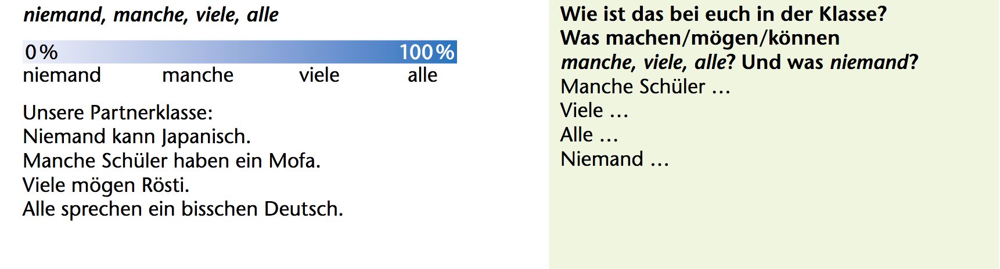 niemand, manche, viele, alle
0 % 100 %
niemand manche viele alle
Unsere Partnerklasse:
Niemand kann Japanisch.
Manche Schüler haben ein Mofa.
Viele mögen Rösti.
Alle sprechen ein bisschen Deutsch.
Wie ist das bei euch in der Klasse?
Was machen/mögen/können
manche, viele, alle? Und was niemand?
Manche Schüler …
Viele …
Alle …
Niemand …